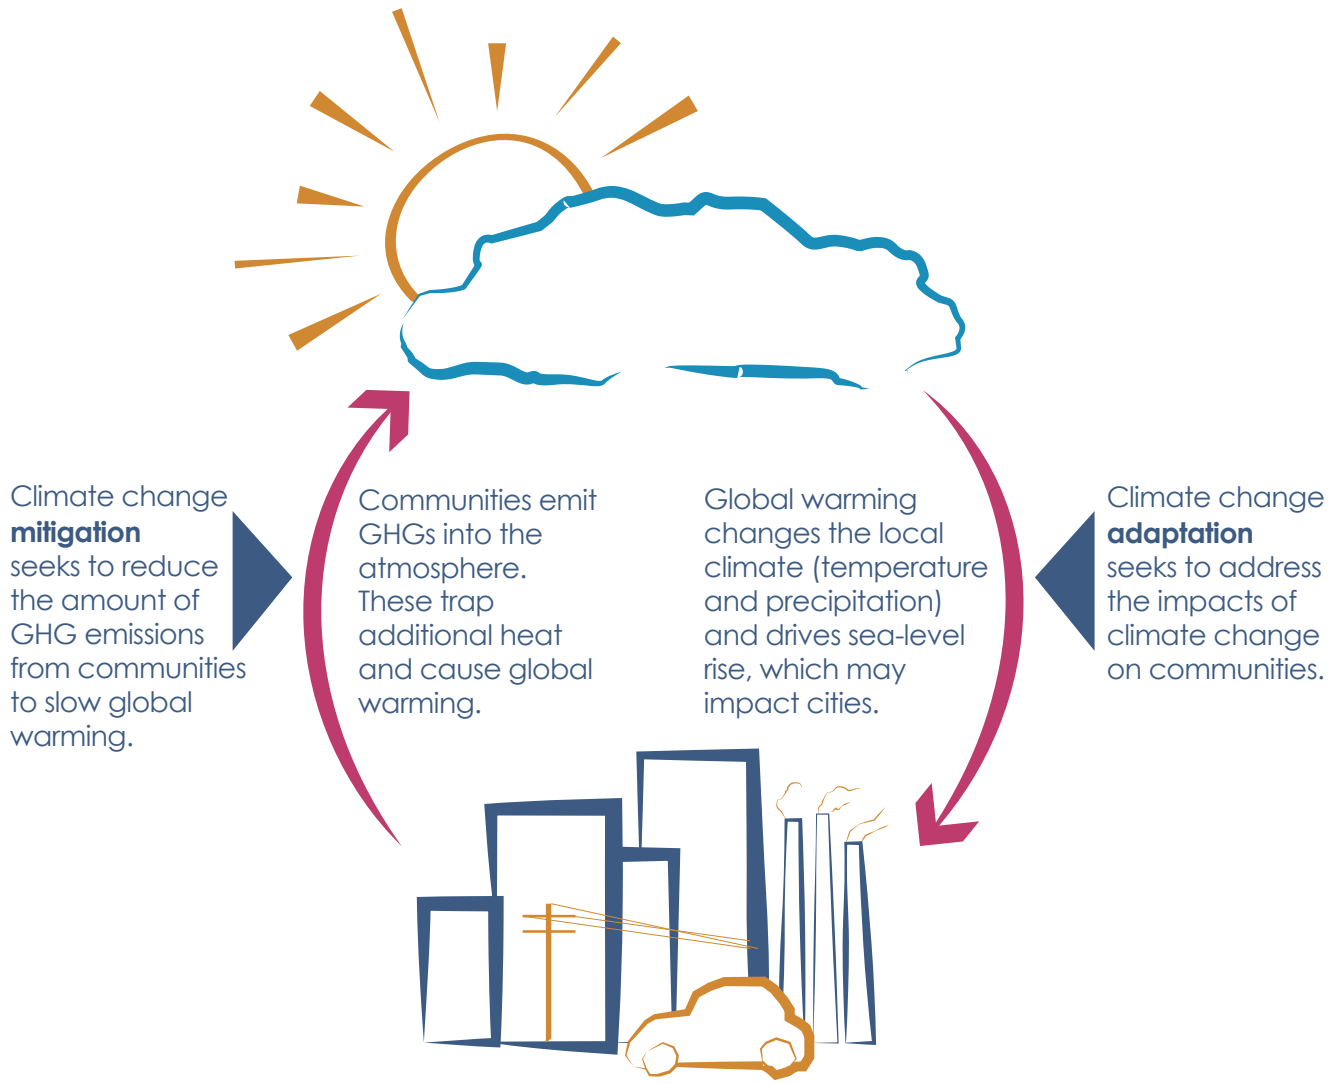 Climate change
mitigation
seeks to reduce
the amount of
GHG emissions
from communities
to slow global
warming.
Communities emit
GHGs into the
atmosphere.
These trap
additional heat
and cause global
warming.
Global warming
changes the local
climate (temperature
and precipitation)
and drives sea-level
rise, which may
impact cities.
Climate change
adaptation
seeks to address
the impacts of
climate change
on communities.